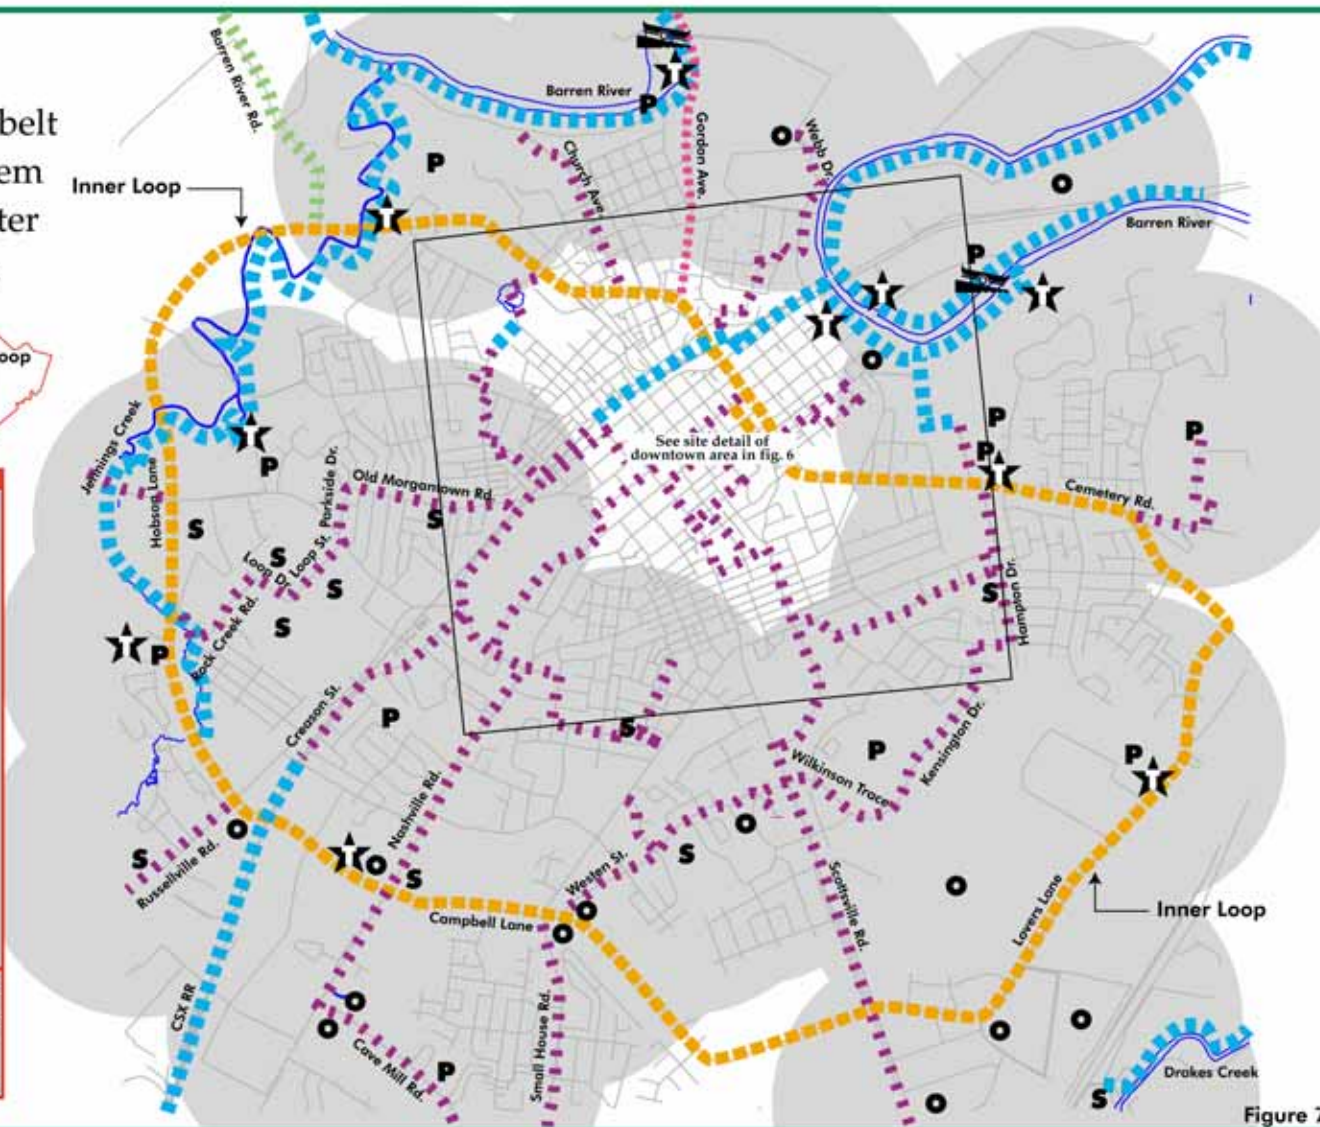 belt
em
ter
oop
Inner Loop
Barren River Rd.
Barren River
Church Ave.
Gordon Ave.
Webb Dr.
Barren River
T
P
P
T
O
O
P
T
T
T
O
Jennings Creek
Hobson Lane
T
P
S
Old Morgantown Rd.
S
Parkside Dr.
Loop St.
Loop Dr.
S
S
S
Rock Creek Rd.
T
P
See site detail of
downtown area in fig. 6
P
P
T
Cemetery Rd.
P
S
Hampton Dr.
Creason St.
P
S
Nashville Rd.
Wilkinson Trace
P
Kensington Dr.
P
T
O
S
Russellville Rd.
T
O
S
Westen St.
S
O
O
O
Campbell Lane
Scottsville Rd.
O
Lovers Lane
Inner Loop
CSX RR
O
O
Cave Mill Rd.
P
Small House Rd.
O
O
O
S
Drakes Creek
Figure 7